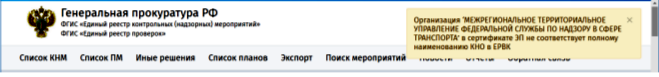 Генеральная прокуратура РФ
ФГИС «Единый реестр контрольных (надзорных) мероприятий»
ФГИС «Единый реестр проверок»
Организация "МЕЖРЕГИОНАЛЬНОЕ ТЕРРИТОРИАЛЬНОЕ
УПРАВЛЕНИЕ ФЕДЕРАЛЬНОЙ СЛУЖБЫ ПО НАДЗОРУ В СФЕРЕ
ТРАНСПОРТА" в сертификате ЭП не соответствует полному
наименованию КНО в ЕРВК
×
Список КНМ Список ПМ Иные решения Список планов Экспорт Поиск мероприятий